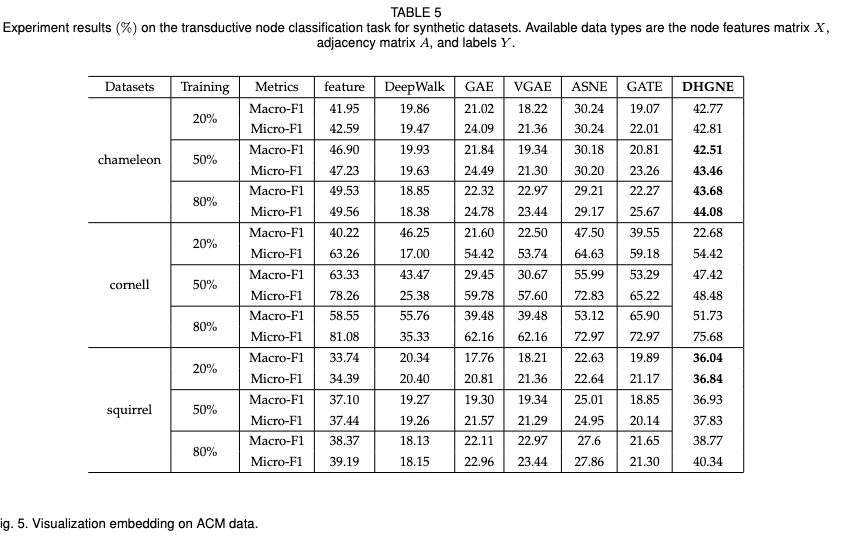 TABLE 5
Experiment results (%) on the transductive node classification task for synthetic datasets. Available data types are the node features matrix X,
adjacency matrix A, and labels Y.
Datasets Training Metrics feature DeepWalk GAE VGAE ASNE GATE DHGNE
chameleon 20% Macro-F1 41.95 19.86 21.02 18.22 30.24 19.07 42.77
Micro-F1 42.59 19.47 24.09 21.36 30.24 22.01 42.81
50% Macro-F1 46.90 19.93 21.84 19.34 30.18 20.81 42.51
Micro-F1 47.23 19.63 24.49 21.30 30.20 23.26 43.46
80% Macro-F1 49.53 18.85 22.32 22.97 29.21 22.27 43.68
Micro-F1 49.56 18.38 24.78 23.44 29.17 25.67 44.08
cornell 20% Macro-F1 40.22 46.25 21.60 22.50 47.50 39.55 22.68
Micro-F1 63.26 17.00 54.42 53.74 64.63 59.18 54.42
50% Macro-F1 63.33 43.47 29.45 30.67 55.99 53.29 47.42
Micro-F1 78.26 25.38 59.78 57.60 72.83 65.22 48.48
80% Macro-F1 58.55 55.76 39.48 39.48 53.12 65.90 51.73
Micro-F1 81.08 35.33 62.16 62.16 72.97 72.97 75.68
squirrel 20% Macro-F1 33.74 20.34 17.76 18.21 22.63 19.89 36.04
Micro-F1 34.39 20.40 20.81 21.36 22.64 21.17 36.84
50% Macro-F1 37.10 19.27 19.30 19.34 25.01 18.85 36.93
Micro-F1 37.44 19.26 21.57 21.29 24.95 20.14 37.83
80% Macro-F1 38.37 18.13 22.11 22.97 27.6 21.65 38.77
Micro-F1 39.19 18.15 22.96 23.44 27.86 21.30 40.34
ig. 5. Visualization embedding on ACM data.